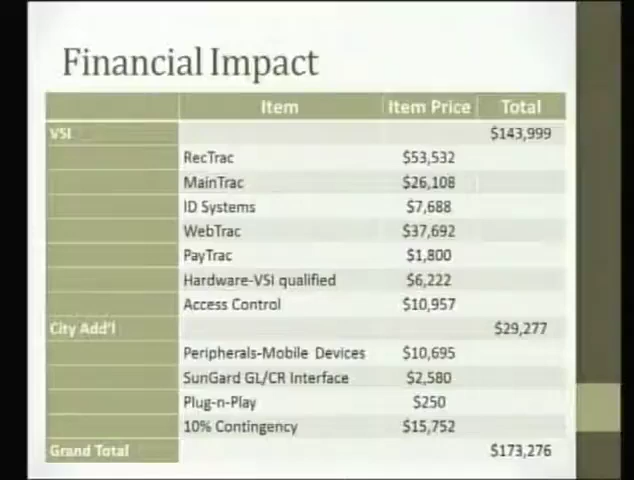 Financial Impact
Item Item Price Total
VSI $143,999
RecTrac $53,532
MainTrac $26,108
ID Systems $7,688
WebTrac $37,692
PayTrac $1,800
Hardware-VSI qualified $6,222
Access Control $10,957
City Add'l $29,277
Peripherals-Mobile Devices $10,695
SunGard GL/CR Interface $2,580
Plug-n-Play $250
10% Contingency $15,752
Grand Total $173,276